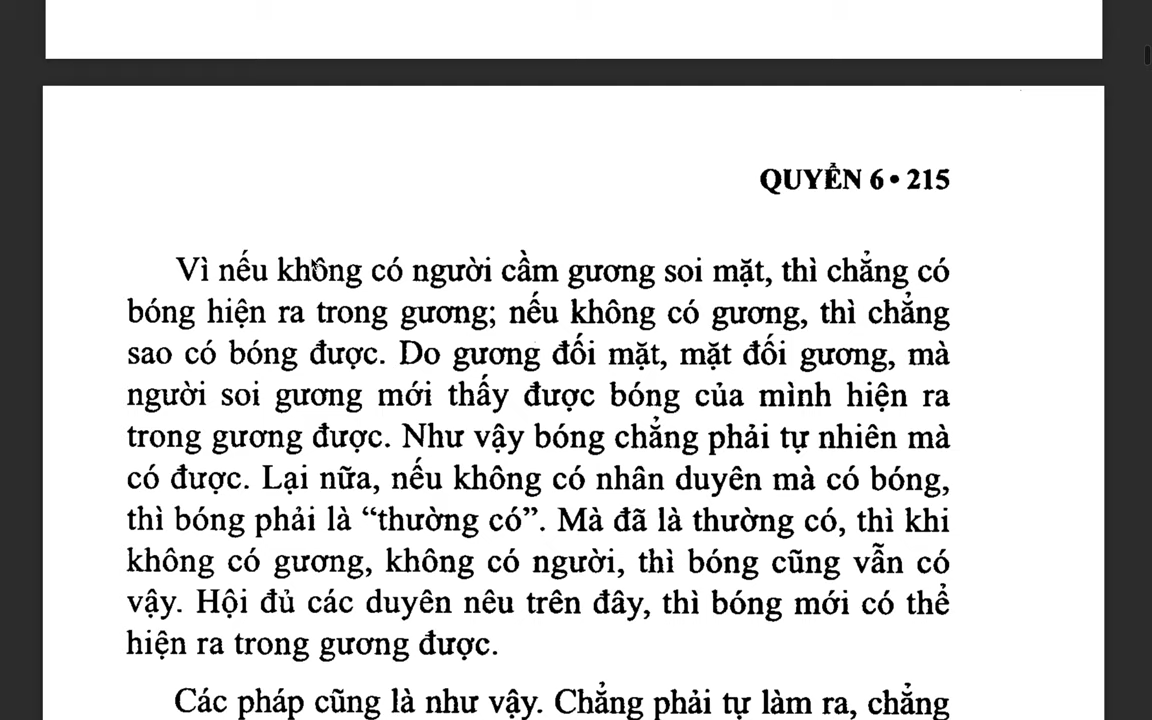 QUYỂN 6 • 215
Vì nếu không có người cầm gương soi mặt, thì chẳng có
bóng hiện ra trong gương; nếu không có gương, thì chẳng
sao có bóng được. Do gương đối mặt, mặt đối gương, mà
người soi gương mới thấy được bóng của mình hiện ra
trong gương được. Như vậy bóng chẳng phải tự nhiên mà
có được. Lại nữa, nếu không có nhân duyên mà có bóng,
thì bóng phải là “thường có”. Mà đã là thường có, thì khi
không có gương, không có người, thì bóng cũng vẫn có
vậy. Hội đủ các duyên nêu trên đây, thì bóng mới có thể
hiện ra trong gương được.
Các pháp cũng là như vậy. Chẳng phải tự làm ra, chẳng